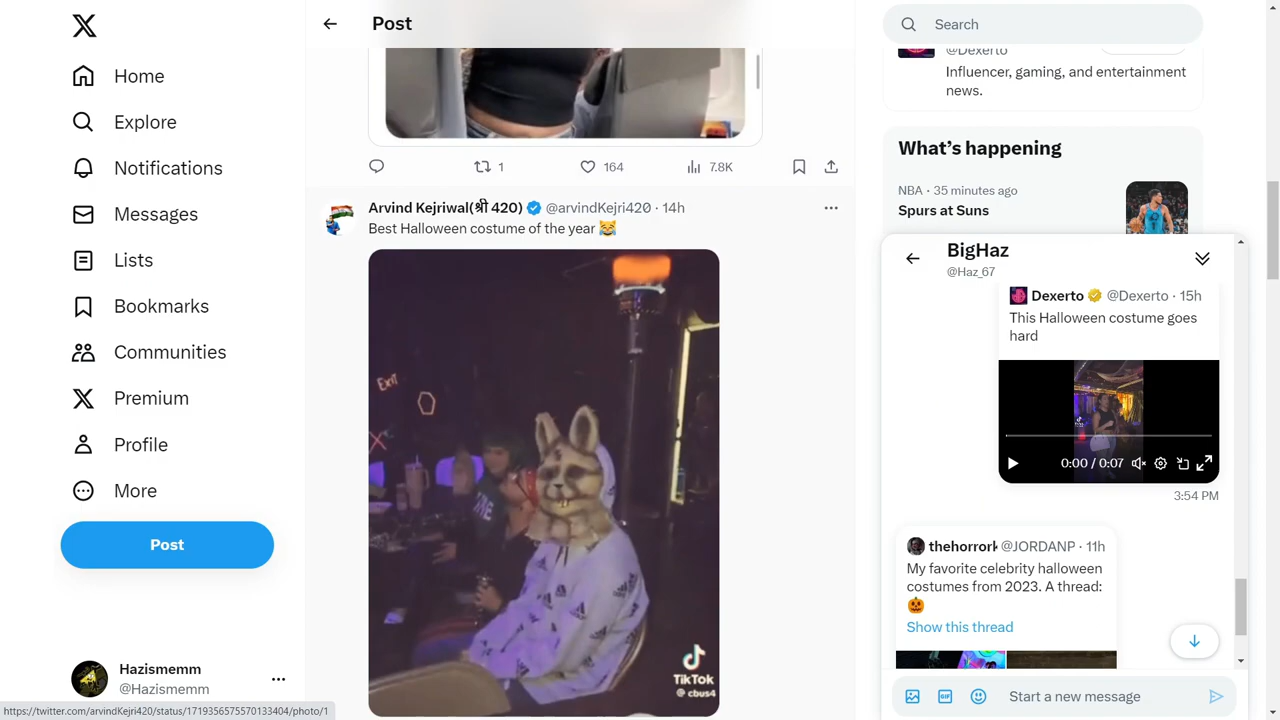 Post
Search
@Dexerto
Influencer, gaming, and entertainment
news.
Home
Explore
Notifications
Messages
Lists
Bookmarks
Communities
Premium
Profile
More
Post
Hazismemm
@Hazismemm
https://twitter.com/arvindKejri420/status/1719356575570133404/photo/1
1
164
7.8K
Arvind Kejriwal(श्री 420) @arvindKejri420 · 14h
Best Halloween costume of the year 😹
EXIT
TikTok
@cbus4
What's happening
NBA · 35 minutes ago
Spurs at Suns
BigHaz
@Haz_67
Dexerto @Dexerto · 15h
This Halloween costume goes
hard
0:00 / 0:07
3:54 PM
thehorrork @JORDANP · 11h
My favorite celebrity halloween
costumes from 2023. A thread:
🎃
Show this thread
GIF
Start a new message